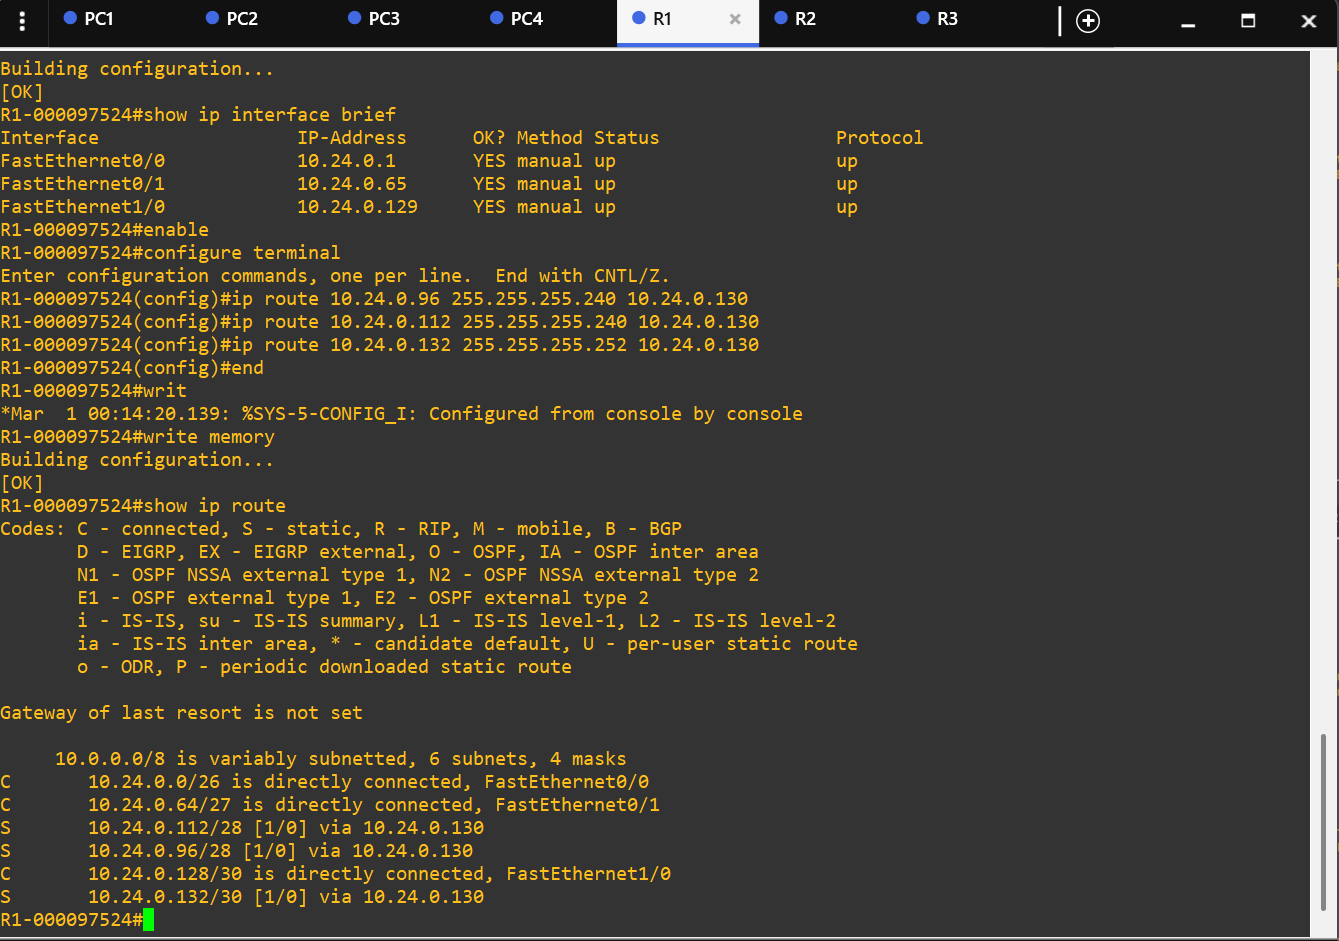 PC1 PC2 PC3 PC4 R1 R2 R3
Building configuration...
[OK]
R1-000097524#show ip interface brief
Interface IP-Address OK? Method Status Protocol
FastEthernet0/0 10.24.0.1 YES manual up up
FastEthernet0/1 10.24.0.65 YES manual up up
FastEthernet1/0 10.24.0.129 YES manual up up
R1-000097524#enable
R1-000097524#configure terminal
Enter configuration commands, one per line.  End with CNTL/Z.
R1-000097524(config)#ip route 10.24.0.96 255.255.255.240 10.24.0.130
R1-000097524(config)#ip route 10.24.0.112 255.255.255.240 10.24.0.130
R1-000097524(config)#ip route 10.24.0.132 255.255.255.252 10.24.0.130
R1-000097524(config)#end
R1-000097524#writ
*Mar  1 00:14:20.139: %SYS-5-CONFIG_I: Configured from console by console
R1-000097524#write memory
Building configuration...
[OK]
R1-000097524#show ip route
Codes: C - connected, S - static, R - RIP, M - mobile, B - BGP
D - EIGRP, EX - EIGRP external, O - OSPF, IA - OSPF inter area
N1 - OSPF NSSA external type 1, N2 - OSPF NSSA external type 2
E1 - OSPF external type 1, E2 - OSPF external type 2
i - IS-IS, su - IS-IS summary, L1 - IS-IS level-1, L2 - IS-IS level-2
ia - IS-IS inter area, * - candidate default, U - per-user static route
o - ODR, P - periodic downloaded static route
Gateway of last resort is not set
10.0.0.0/8 is variably subnetted, 6 subnets, 4 masks
C 10.24.0.0/26 is directly connected, FastEthernet0/0
C 10.24.0.64/27 is directly connected, FastEthernet0/1
S 10.24.0.112/28 [1/0] via 10.24.0.130
S 10.24.0.96/28 [1/0] via 10.24.0.130
C 10.24.0.128/30 is directly connected, FastEthernet1/0
S 10.24.0.132/30 [1/0] via 10.24.0.130
R1-000097524#